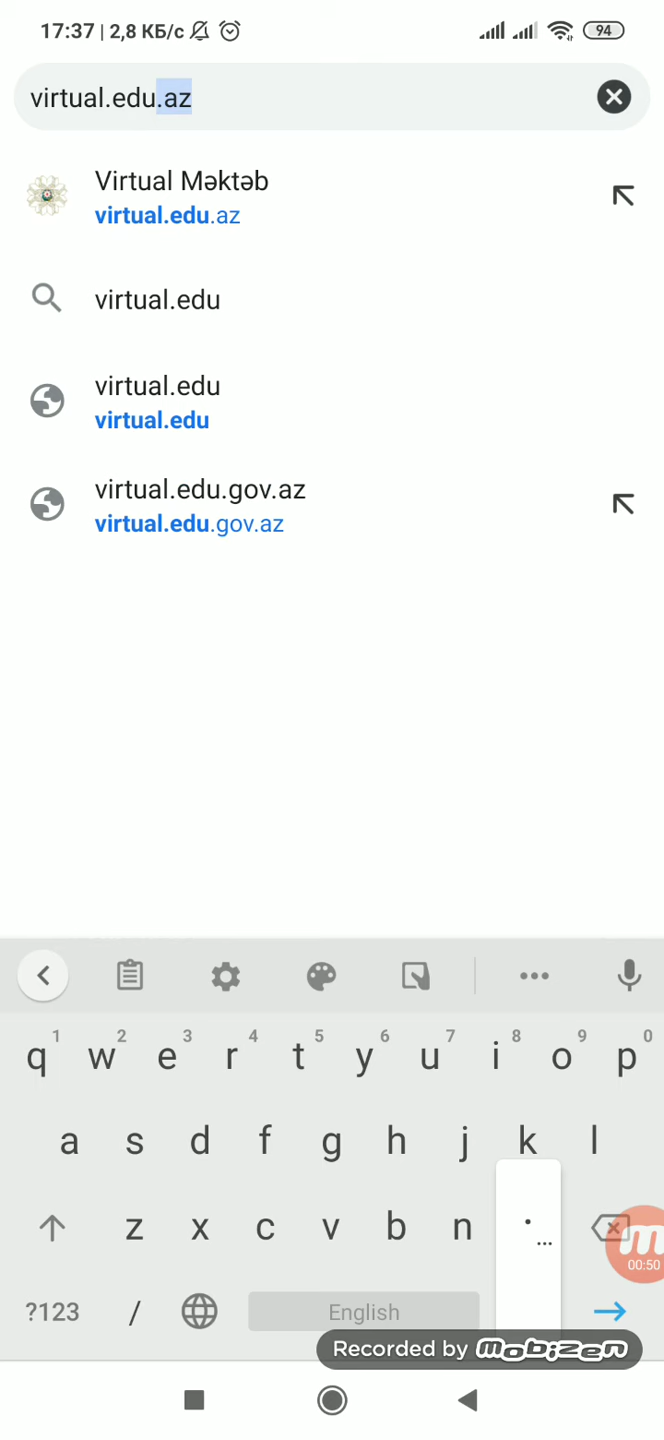 17:37 | 2,8 КБ/с 94
virtual.edu.az
Virtual Məktəb
virtual.edu.az
virtual.edu
virtual.edu
virtual.edu
virtual.edu.gov.az
virtual.edu.gov.az
1 2 3 4 5 6 7 8 9 0
q w e r t y u i o p
a s d f g h j k l
z x c v b n . ...
m
00:50
?123 / English
Recorded by mobizen